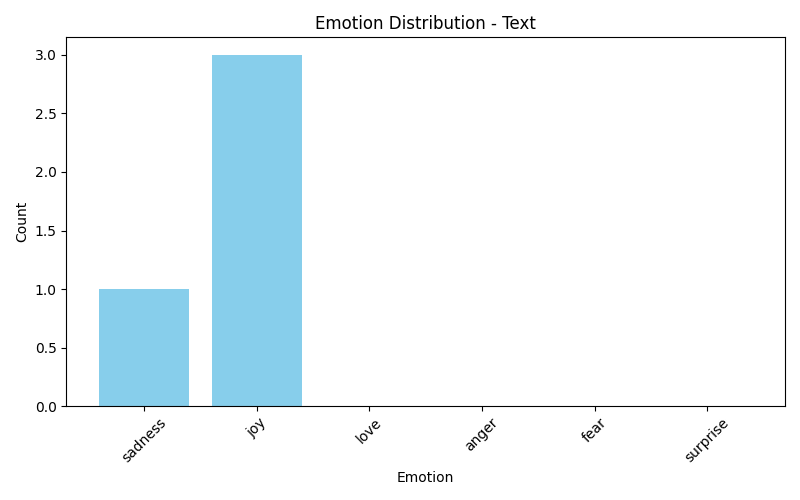 Emotion Distribution - Text
Count
3.0
2.5
2.0
1.5
1.0
0.5
0.0
sadness
joy
love
anger
fear
surprise
Emotion